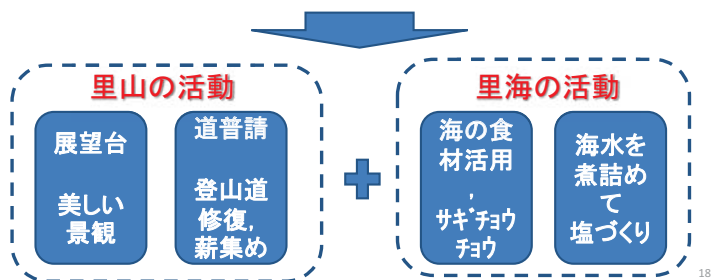 里山の活動
展望台
美しい
景観
道普請
登山道
修復,
薪集め
里海の活動
海の食
材活用
,
サギチョウ
チョウ
海水を
煮詰め
て
塩づくり
18